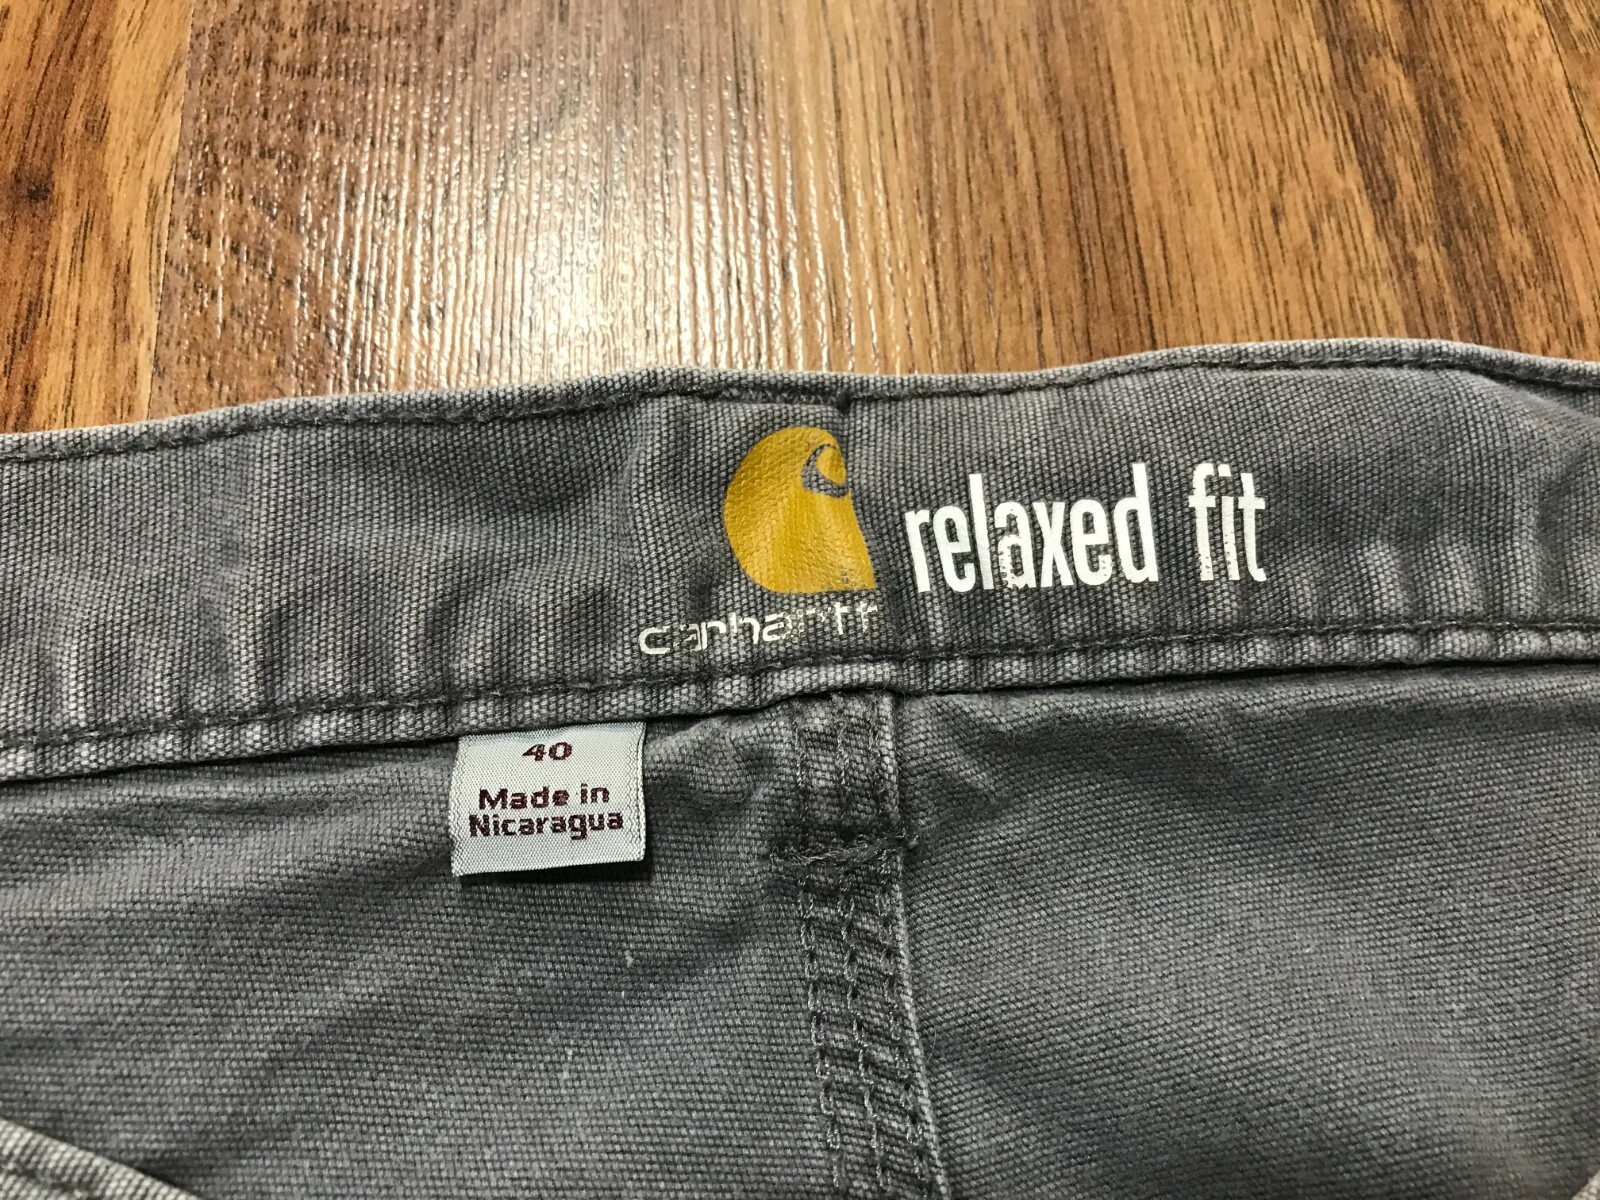 relaxed fit
carhartt
40
Made in
Nicaragua